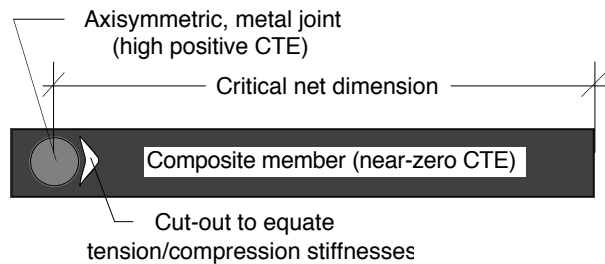 Axisymmetric, metal joint
(high positive CTE)
Critical net dimension
Composite member (near-zero CTE)
Cut-out to equate
tension/compression stiffnesses